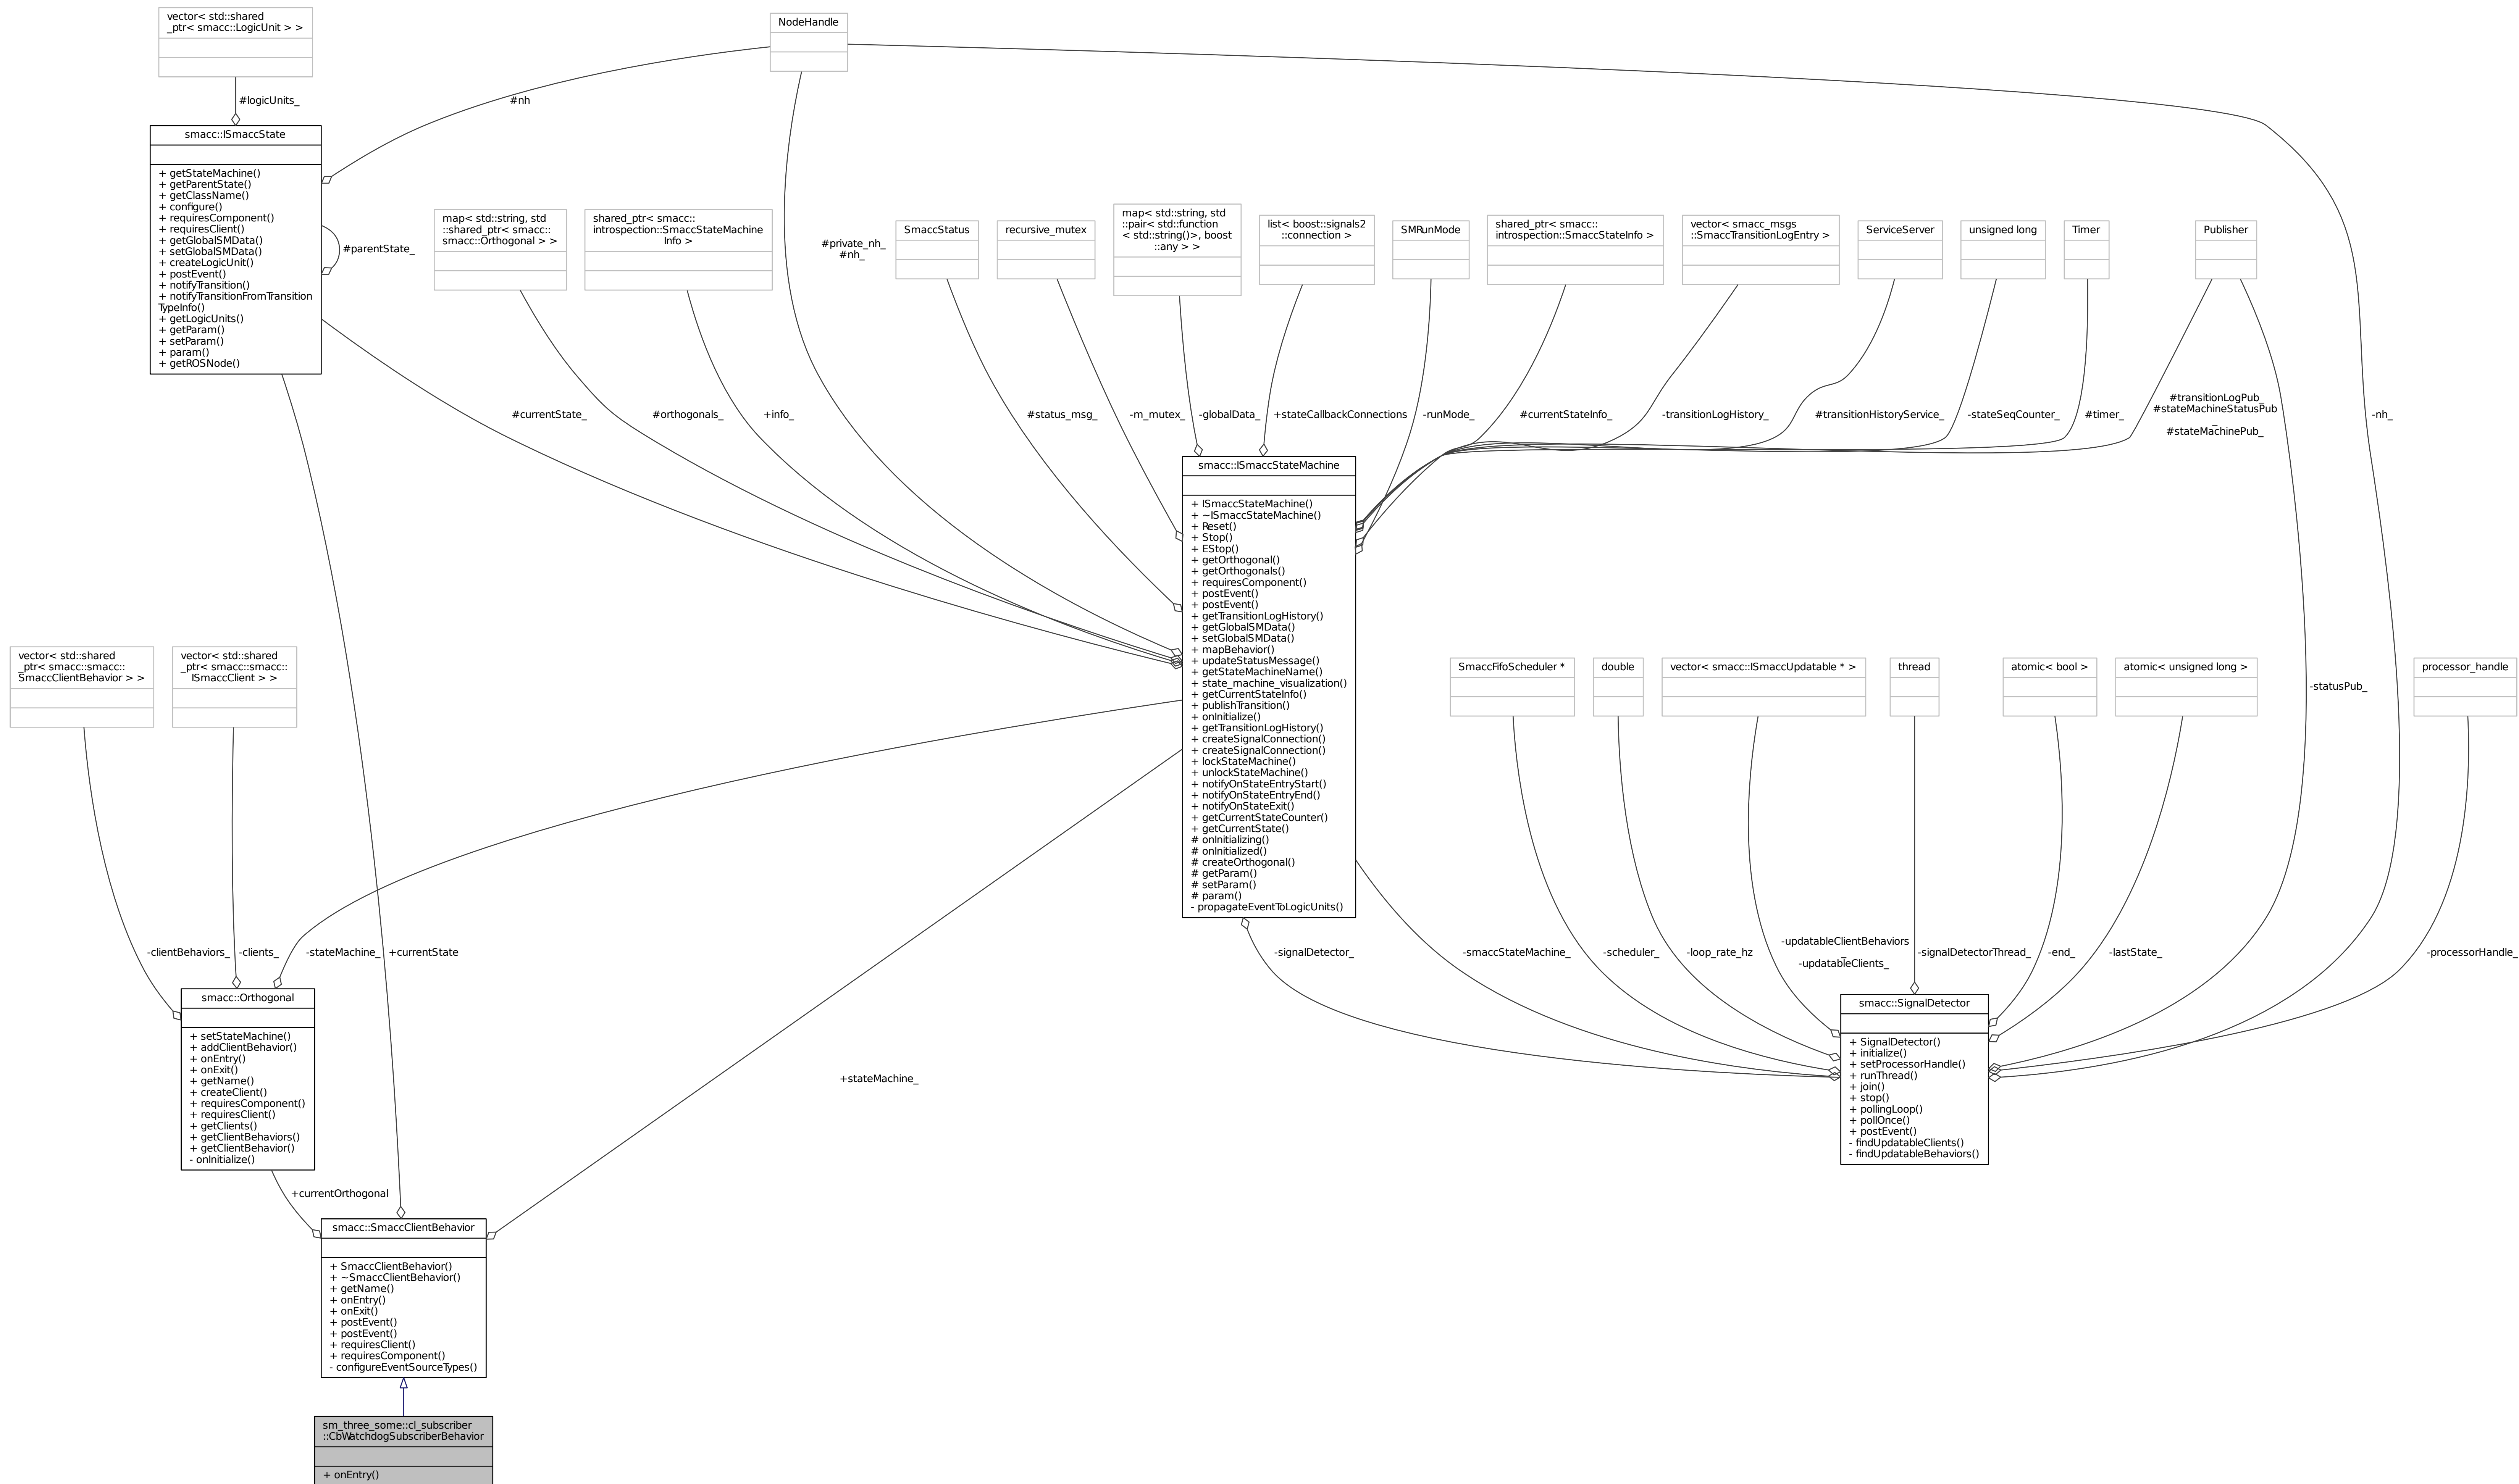 vector< std::shared
_ptr< smacc::LogicUnit > >
NodeHandle
#logicUnits_
#nh
smacc::ISmaccState
+ getStateMachine()
+ getParentState()
+ getClassName()
+ configure()
+ requiresComponent()
+ requiresClient()
+ getGlobalSMData()
+ setGlobalSMData()
+ createLogicUnit()
+ postEvent()
+ notifyTransition()
+ notifyTransitionFromTransition
TypeInfo()
+ getLogicUnits()
+ getParam()
+ setParam()
+ param()
+ getROSNode()
#parentState_
map< std::string, std
::shared_ptr< smacc::
smacc::Orthogonal > >
shared_ptr< smacc::
introspection::SmaccStateMachine
Info >
#private_nh_
#nh_
SmaccStatus
recursive_mutex
map< std::string, std
::pair< std::function
< std::string()>, boost
::any > >
list< boost::signals2
::connection >
SMRunMode
shared_ptr< smacc::
introspection::SmaccStateInfo >
vector< smacc_msgs
::SmaccTransitionLogEntry >
ServiceServer
unsigned long
Timer
Publisher
#currentState_
#orthogonals_
+info_
#status_msg_
-m_mutex_
-globalData_
+stateCallbackConnections
-runMode_
#currentStateInfo_
-transitionLogHistory_
#transitionHistoryService_
-stateSeqCounter_
#timer_
#transitionLogPub_
#stateMachineStatusPub
_
#stateMachinePub_
-nh_
smacc::ISmaccStateMachine
+ ISmaccStateMachine()
+ ~ISmaccStateMachine()
+ Reset()
+ Stop()
+ EStop()
+ getOrthogonal()
+ getOrthogonals()
+ requiresComponent()
+ postEvent()
+ postEvent()
+ getTransitionLogHistory()
+ getGlobalSMData()
+ setGlobalSMData()
+ mapBehavior()
+ updateStatusMessage()
+ getStateMachineName()
+ state_machine_visualization()
+ getCurrentStateInfo()
+ publishTransition()
+ onInitialize()
+ getTransitionLogHistory()
+ createSignalConnection()
+ createSignalConnection()
+ lockStateMachine()
+ unlockStateMachine()
+ notifyOnStateEntryStart()
+ notifyOnStateEntryEnd()
+ notifyOnStateExit()
+ getCurrentStateCounter()
+ getCurrentState()
# onInitializing()
# onInitialized()
# createOrthogonal()
# getParam()
# setParam()
# param()
- propagateEventToLogicUnits()
vector< std::shared
_ptr< smacc::smacc::
SmaccClientBehavior > >
vector< std::shared
_ptr< smacc::smacc::
ISmaccClient > >
SmaccFifoScheduler *
double
vector< smacc::ISmaccUpdatable * >
thread
atomic< bool >
atomic< unsigned long >
-statusPub_
processor_handle
-clientBehaviors_
-clients_
-stateMachine_
+currentState
-signalDetector_
-smaccStateMachine_
-scheduler_
-loop_rate_hz
-updatableClientBehaviors
_
-updatableClients_
-signalDetectorThread_
-end_
-lastState_
-processorHandle_
smacc::Orthogonal
+ setStateMachine()
+ addClientBehavior()
+ onEntry()
+ onExit()
+ getName()
+ createClient()
+ requiresComponent()
+ requiresClient()
+ getClients()
+ getClientBehaviors()
+ getClientBehavior()
- onInitialize()
smacc::SignalDetector
+ SignalDetector()
+ initialize()
+ setProcessorHandle()
+ runThread()
+ join()
+ stop()
+ pollingLoop()
+ pollOnce()
+ postEvent()
- findUpdatableClients()
- findUpdatableBehaviors()
+stateMachine_
+currentOrthogonal
smacc::SmaccClientBehavior
+ SmaccClientBehavior()
+ ~SmaccClientBehavior()
+ getName()
+ onEntry()
+ onExit()
+ postEvent()
+ postEvent()
+ requiresClient()
+ requiresComponent()
- configureEventSourceTypes()
sm_three_some::cl_subscriber
::CbWatchdogSubscriberBehavior
+ onEntry()